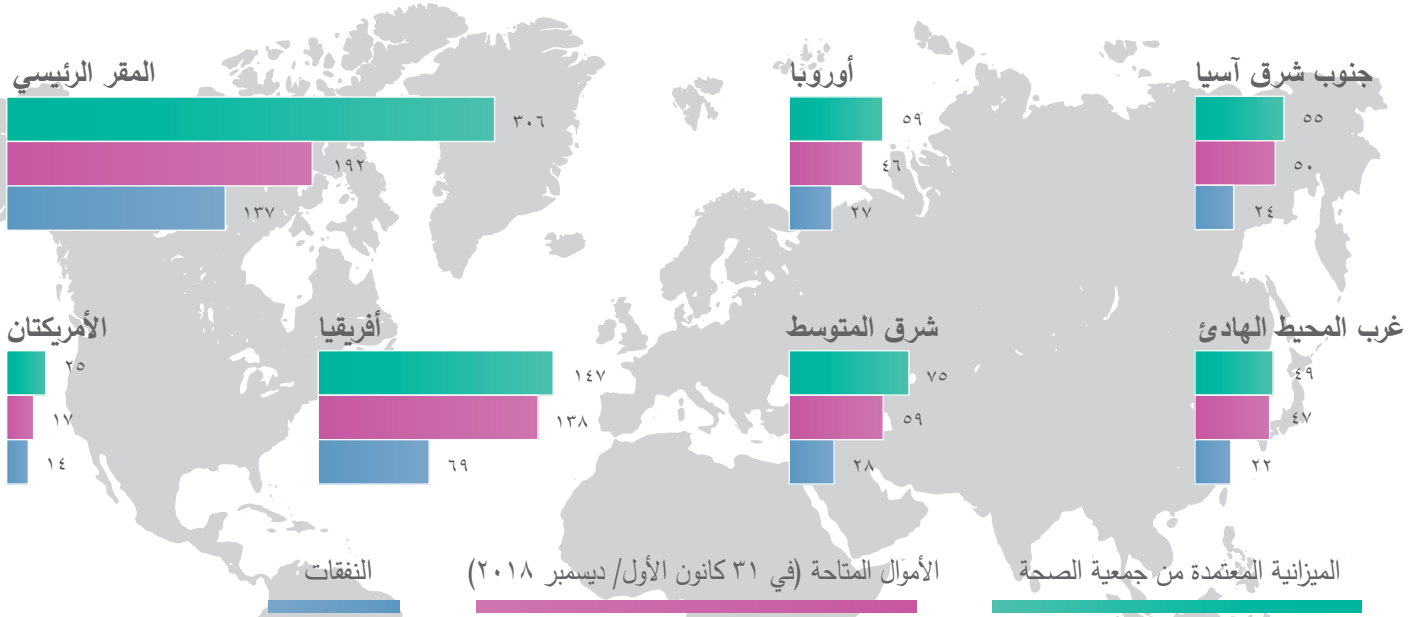 جنوب شرق آسيا
٥٥
٥٠
٢٤
أوروبا
٥٩
٤٦
٢٧
المقر الرئيسي
٣٠٦
١٩٢
١٣٧
غرب المحيط الهادئ
٤٩
٤٧
٢٢
شرق المتوسط
٧٥
٥٩
٢٨
أفريقيا
١٤٧
١٣٨
٦٩
الأمريكتان
٢٥
١٧
١٤
الميزانية المعتمدة من جمعية الصحة
الأموال المتاحة (في ٣١ كانون الأول/ ديسمبر ٢٠١٨)
النفقات